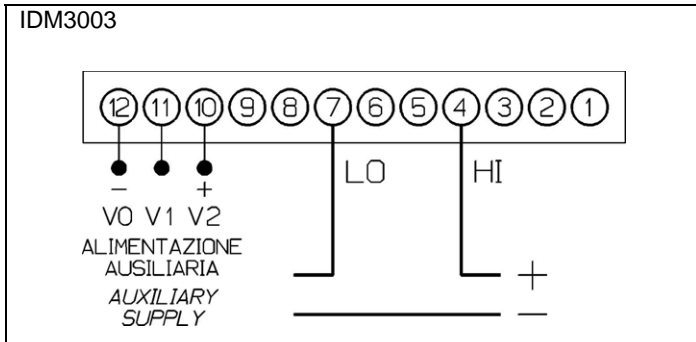 IDM3003
12 11 10 9 8 7 6 5 4 3 2 1
LO HI
− +
V0 V1 V2
ALIMENTAZIONE
AUSILIARIA
AUXILIARY
SUPPLY
+
−